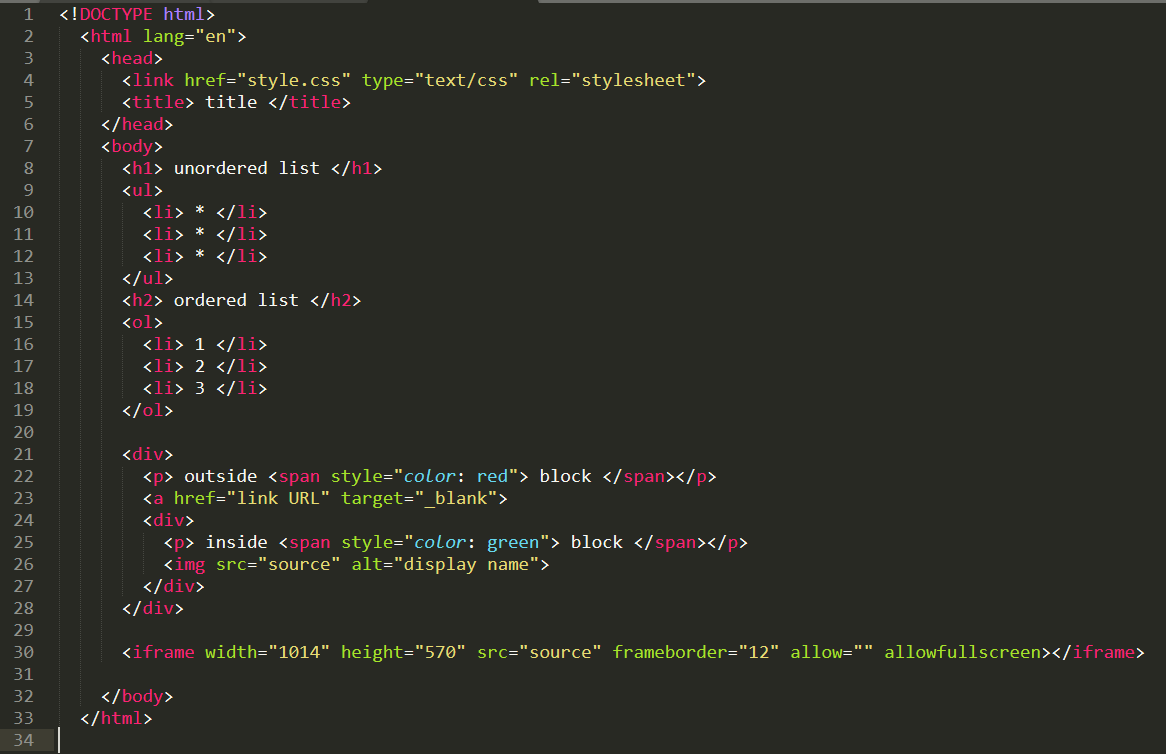 1 <!DOCTYPE html>
2 <html lang="en">
3 <head>
4 <link href="style.css" type="text/css" rel="stylesheet">
5 <title> title </title>
6 </head>
7 <body>
8 <h1> unordered list </h1>
9 <ul>
10 <li> * </li>
11 <li> * </li>
12 <li> * </li>
13 </ul>
14 <h2> ordered list </h2>
15 <ol>
16 <li> 1 </li>
17 <li> 2 </li>
18 <li> 3 </li>
19 </ol>
20
21 <div>
22 <p> outside <span style="color: red"> block </span></p>
23 <a href="link URL" target="_blank">
24 <div>
25 <p> inside <span style="color: green"> block </span></p>
26 <img src="source" alt="display name">
27 </div>
28 </div>
29
30 <iframe width="1014" height="570" src="source" frameborder="12" allow="" allowfullscreen></iframe>
31
32 </body>
33 </html>
34